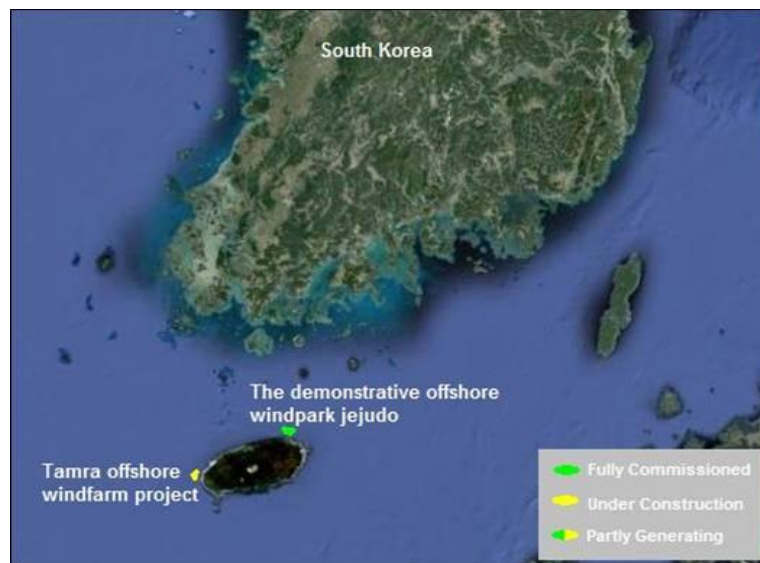 South Korea
The demonstrative offshore
windpark jejudo
Tamra offshore
windfarm project
Fully Commissioned
Under Construction
Partly Generating